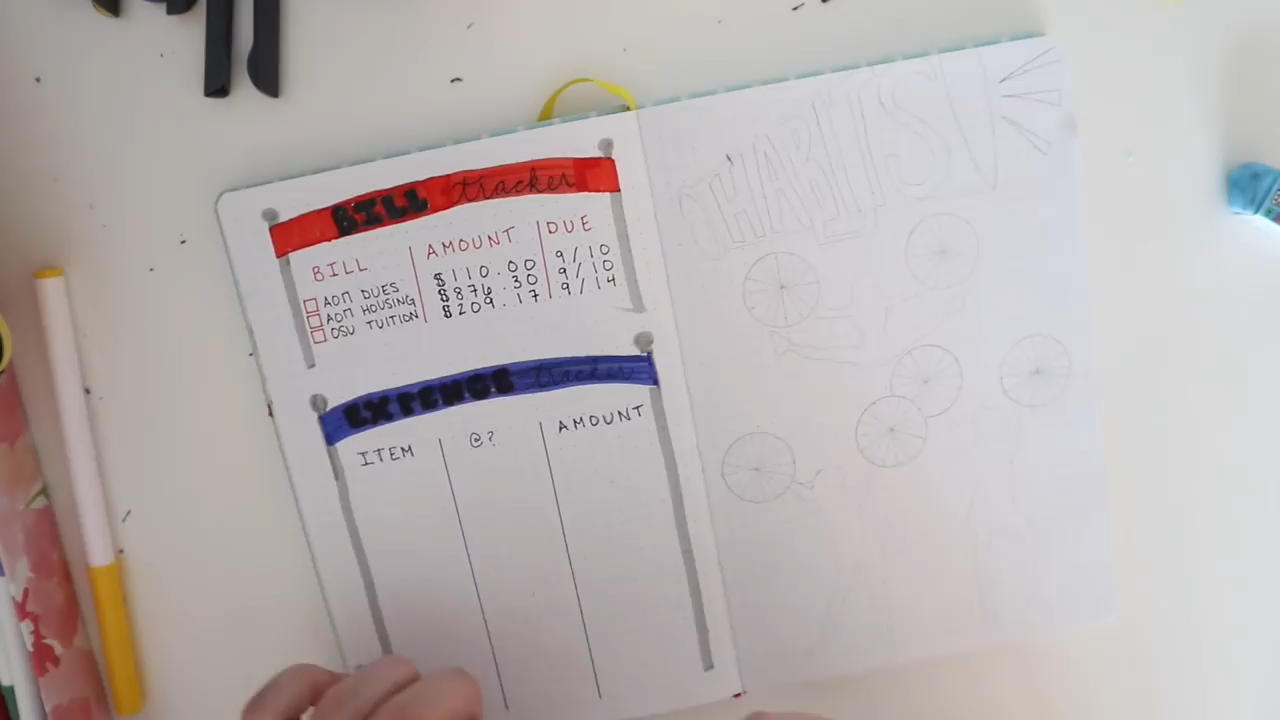 BILL tracker
BILL AMOUNT DUE
AOΠ DUES $110.00 9/10
AOΠ HOUSING $876.30 9/10
OSU TUITION $209.17 9/14
EXPENSE tracker
ITEM @? AMOUNT